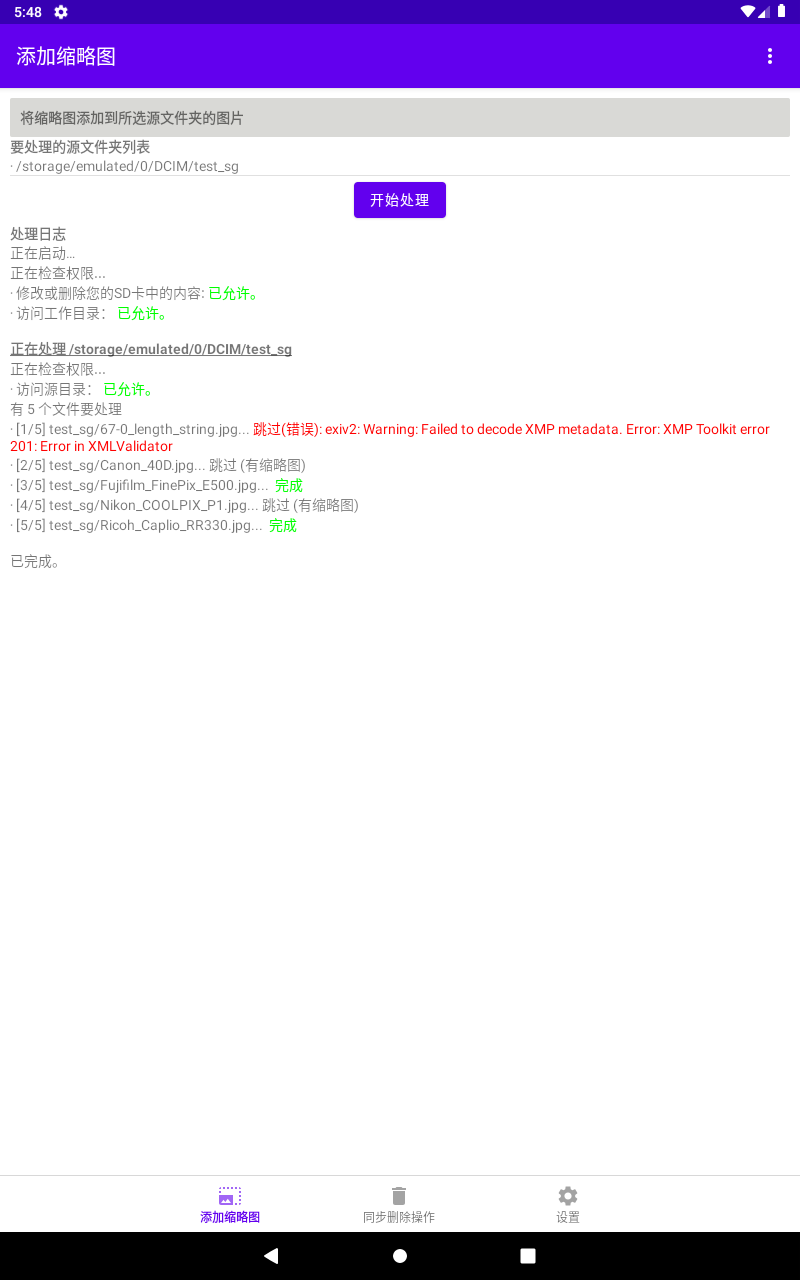 5:48
添加缩略图
将缩略图添加到所选源文件夹的图片
要处理的源文件夹列表
· /storage/emulated/0/DCIM/test_sg
开始处理
处理日志
正在启动...
正在检查权限...
· 修改或删除您的SD卡中的内容: 已允许。
· 访问工作目录： 已允许。
正在处理 /storage/emulated/0/DCIM/test_sg
正在检查权限...
· 访问源目录： 已允许。
有 5 个文件要处理
· [1/5] test_sg/67-0_length_string.jpg... 跳过(错误): exiv2: Warning: Failed to decode XMP metadata. Error: XMP Toolkit error
201: Error in XMLValidator
· [2/5] test_sg/Canon_40D.jpg... 跳过 (有缩略图)
· [3/5] test_sg/Fujifilm_FinePix_E500.jpg... 完成
· [4/5] test_sg/Nikon_COOLPIX_P1.jpg... 跳过 (有缩略图)
· [5/5] test_sg/Ricoh_Caplio_RR330.jpg... 完成
已完成。
添加缩略图
同步删除操作
设置